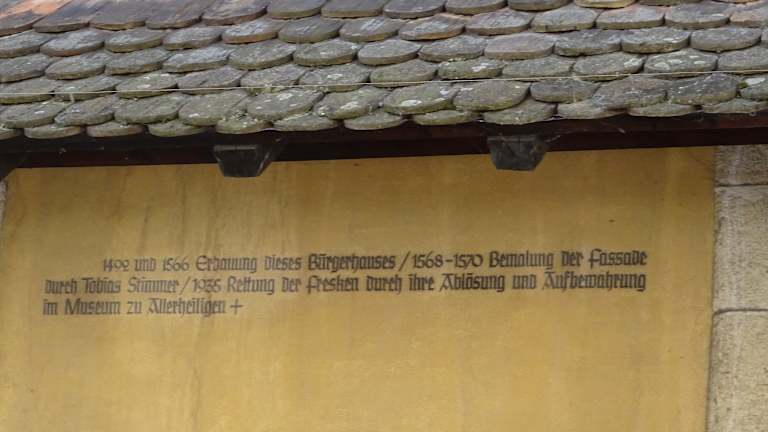 1492 und 1566 Erbauung dieses Bürgerhauses / 1568-1570 Bemalung der Fassade
durch Tobias Stimmer / 1935 Rettung der Fresken durch ihre Ablösung und Aufbewahrung
im Museum zu Allerheiligen +